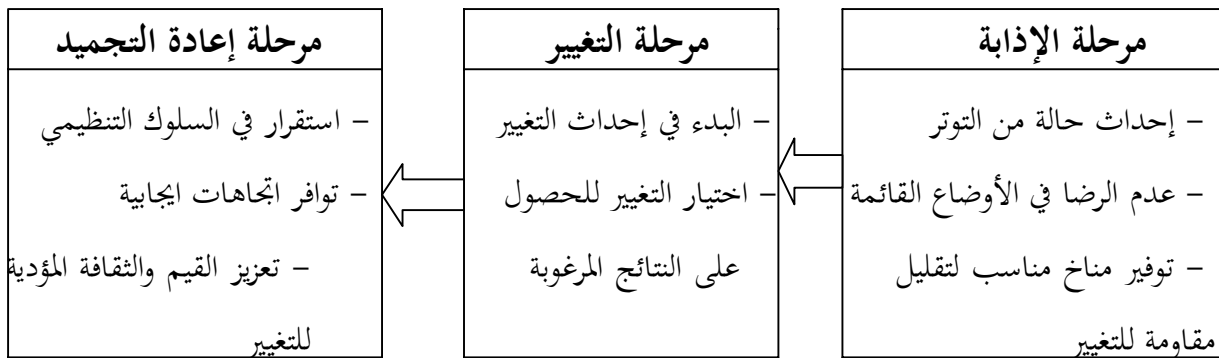 مرحلة الإذابة
– إحداث حالة من التوتر
– عدم الرضا في الأوضاع القائمة
– توفير مناخ مناسب لتقليل
مقاومة للتغيير
مرحلة التغيير
– البدء في إحداث التغيير
– اختيار التغيير للحصول
على النتائج المرغوبة
مرحلة إعادة التجميد
– استقرار في السلوك التنظيمي
– توافر اتجاهات ايجابية
– تعزيز القيم والثقافة المؤدية
للتغيير